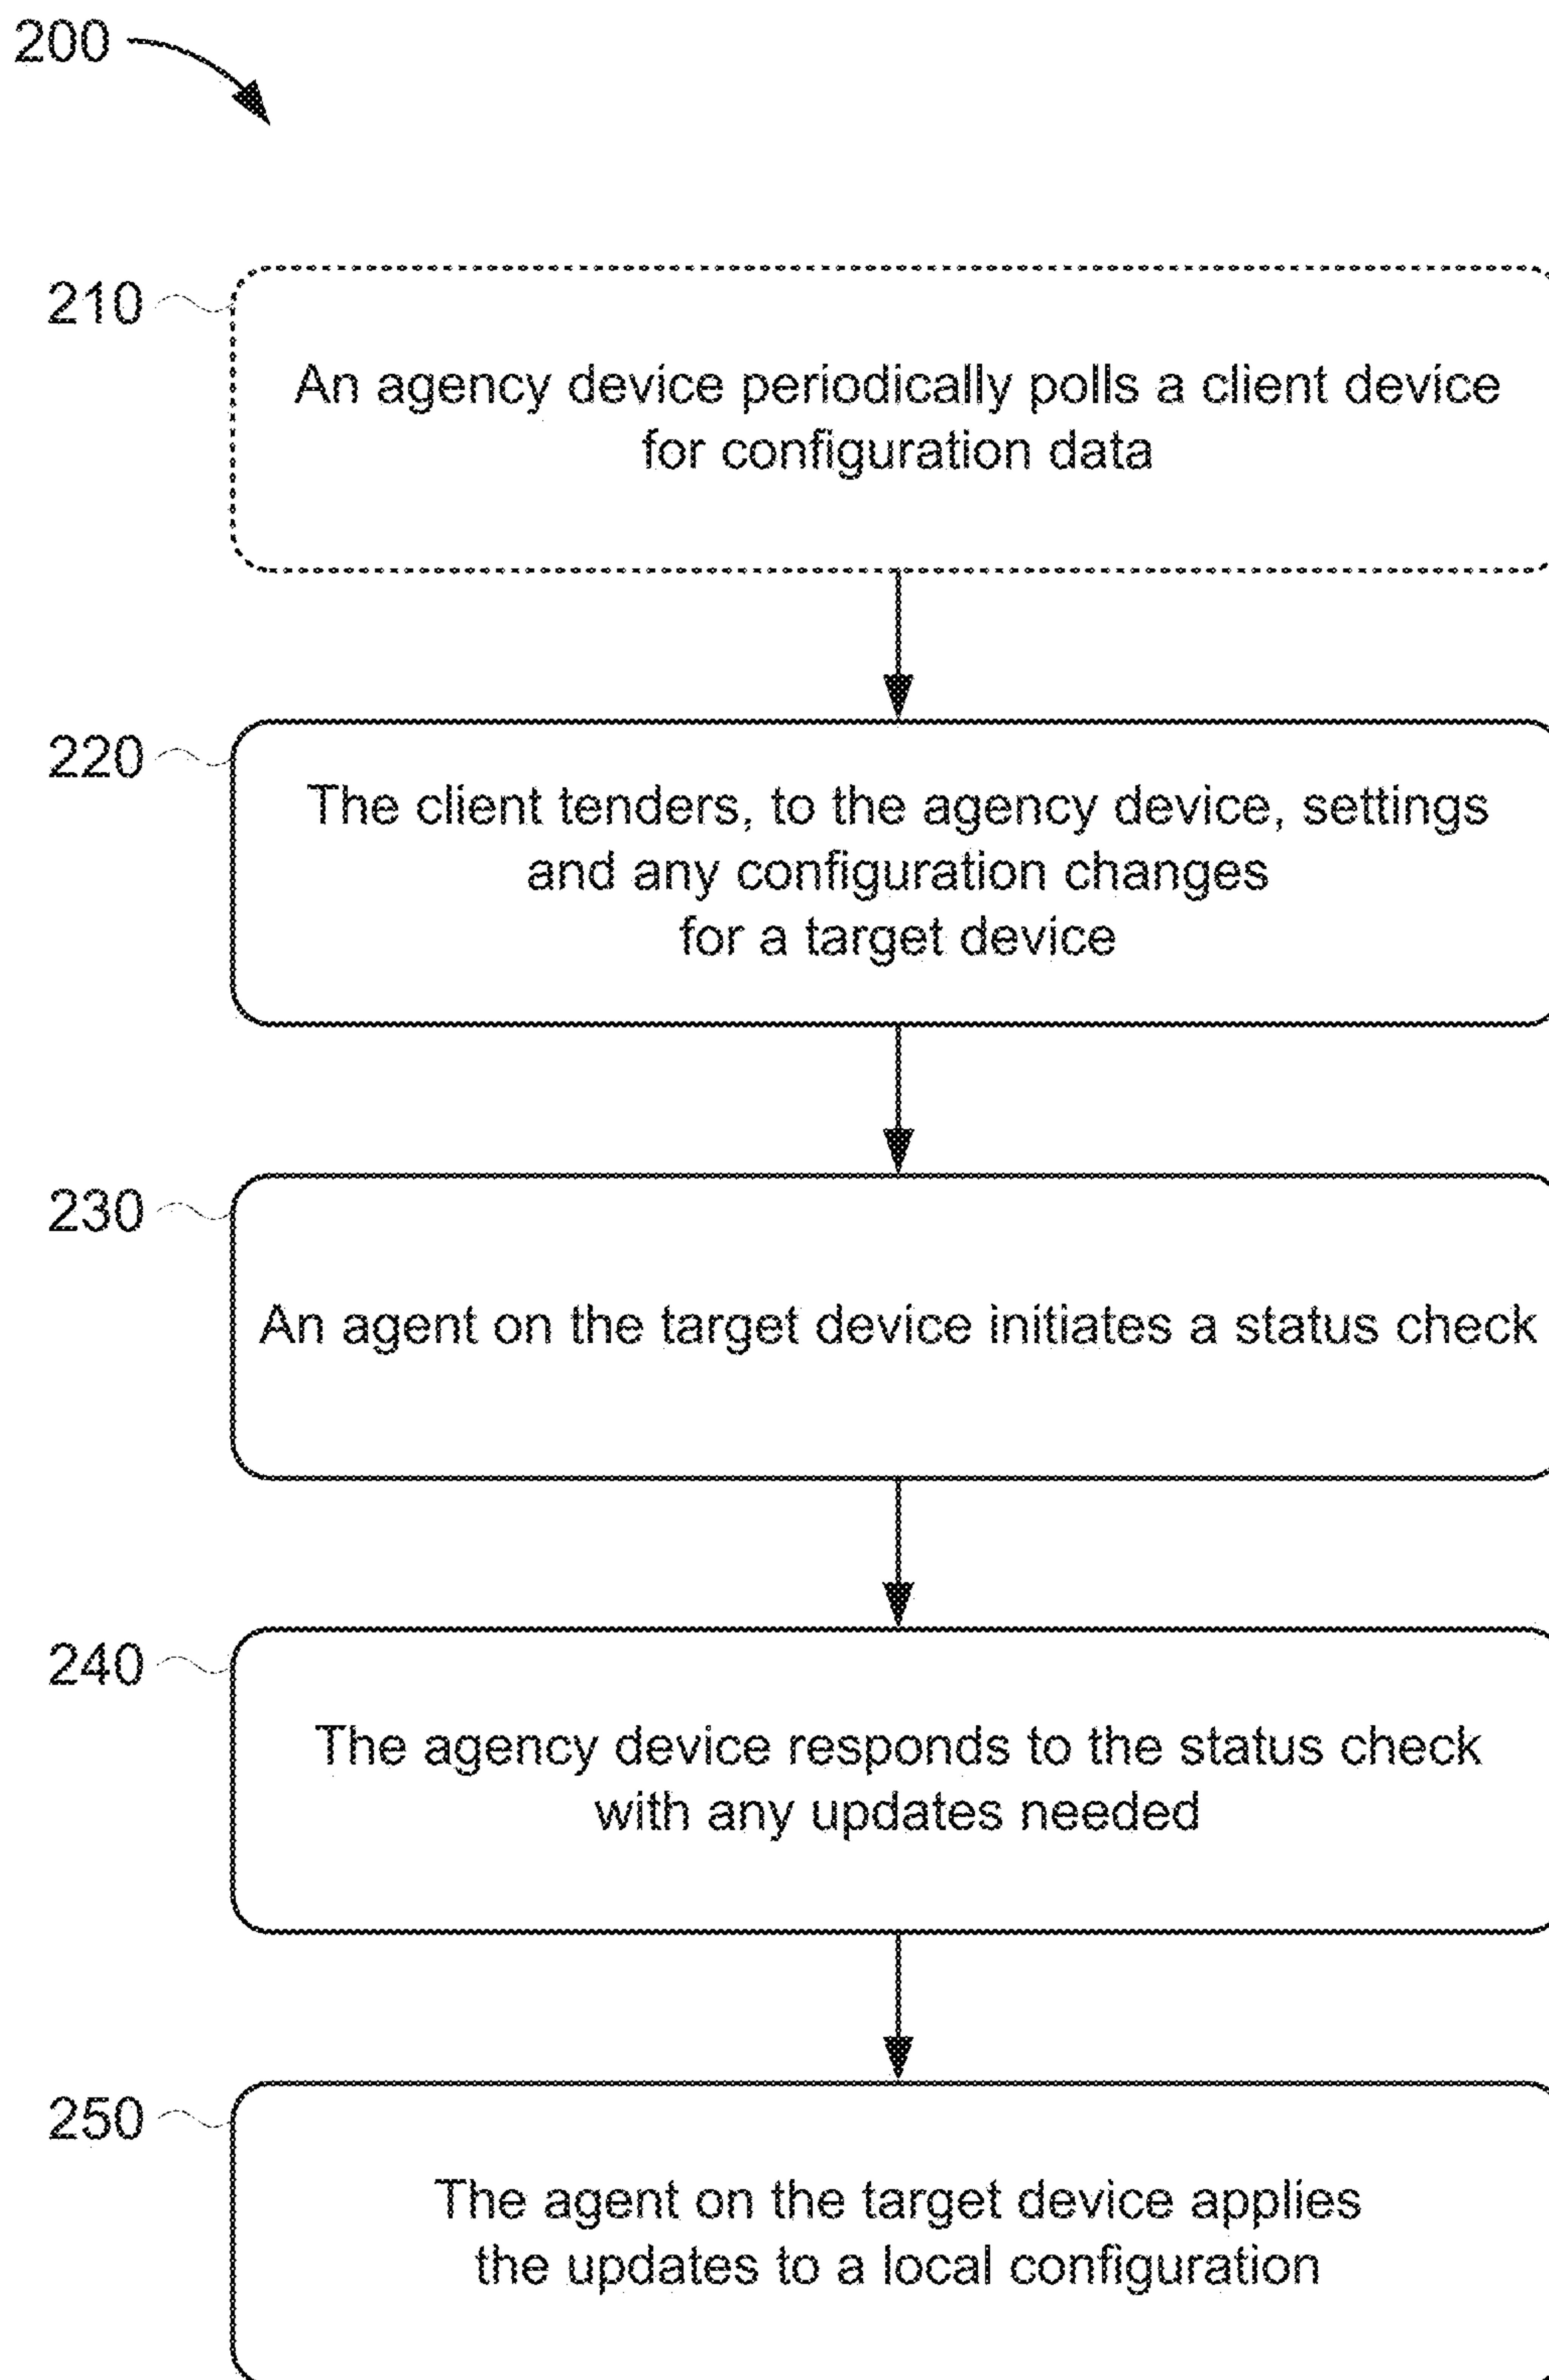 200
210
An agency device periodically polls a client device
for configuration data
220
The client tenders, to the agency device, settings
and any configuration changes
for a target device
230
An agent on the target device initiates a status check
240
The agency device responds to the status check
with any updates needed
250
The agent on the target device applies
the updates to a local configuration